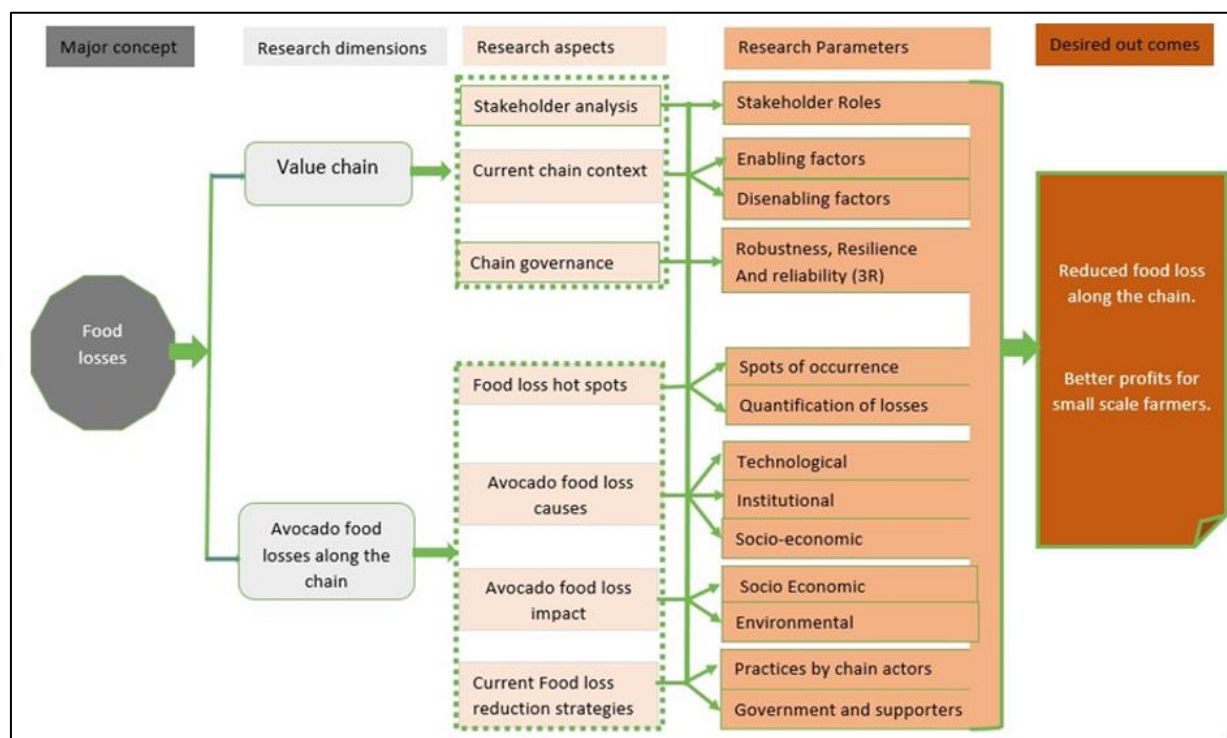 Major concept
Research dimensions
Research aspects
Research Parameters
Desired out comes
Food
losses
Value chain
Avocado food
losses along the
chain
Stakeholder analysis
Current chain context
Chain governance
Food loss hot spots
Avocado food loss
causes
Avocado food loss
impact
Current Food loss
reduction strategies
Stakeholder Roles
Enabling factors
Disenabling factors
Robustness, Resilience
And reliability (3R)
Spots of occurrence
Quantification of losses
Technological
Institutional
Socio-economic
Socio Economic
Environmental
Practices by chain actors
Government and supporters
Reduced food loss
along the chain.
Better profits for
small scale farmers.